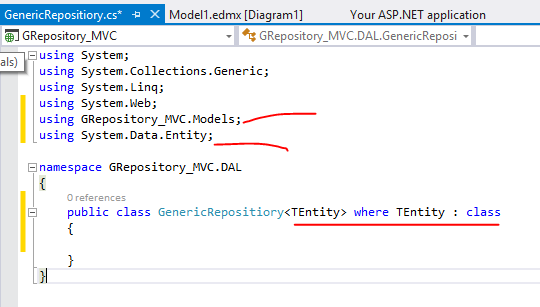 GenericRepositiory.cs*
Model1.edmx [Diagram1]
Your ASP.NET application
GRepository_MVC
GRepository_MVC.DAL.GenericReposi
als)
using System;
using System.Collections.Generic;
using System.Linq;
using System.Web;
using GRepository_MVC.Models;
using System.Data.Entity;
namespace GRepository_MVC.DAL
{
0 references
public class GenericRepositiory<TEntity> where TEntity : class
{
}
}